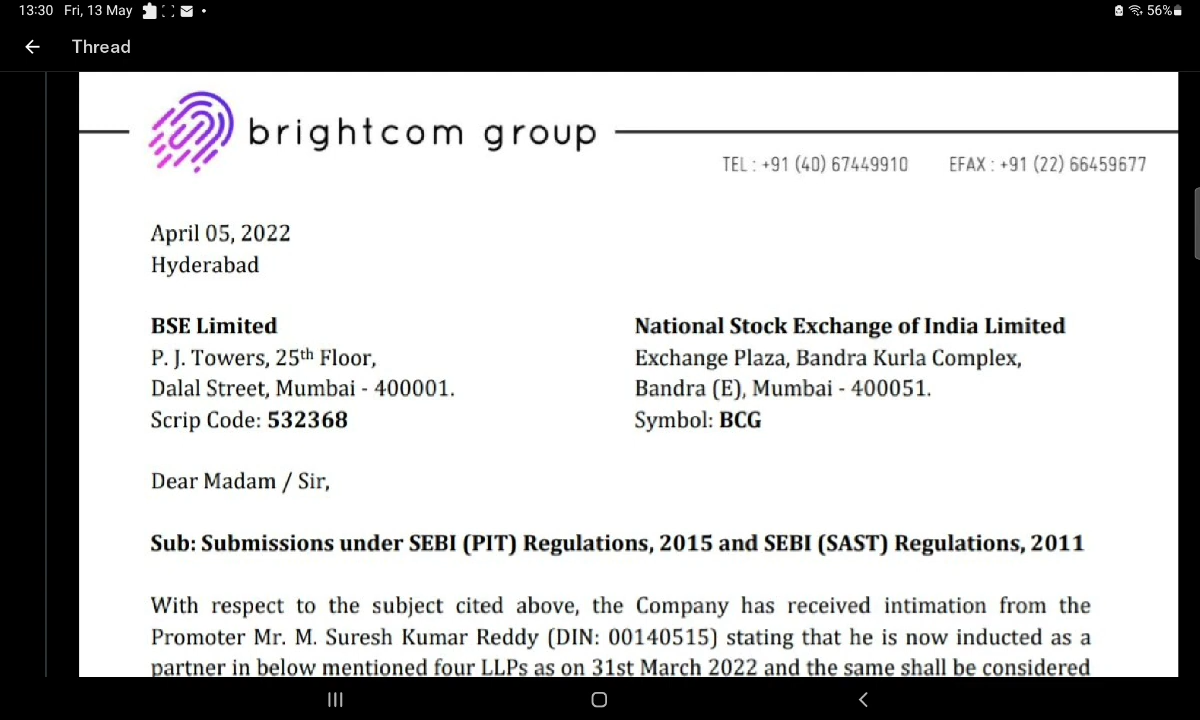 13:30 Fri, 13 May
56%
Thread
brightcom group
TEL : +91 (40) 67449910 EFAX : +91 (22) 66459677
April 05, 2022
Hyderabad
BSE Limited
P. J. Towers, 25th Floor,
Dalal Street, Mumbai - 400001.
Scrip Code: 532368
National Stock Exchange of India Limited
Exchange Plaza, Bandra Kurla Complex,
Bandra (E), Mumbai - 400051.
Symbol: BCG
Dear Madam / Sir,
Sub: Submissions under SEBI (PIT) Regulations, 2015 and SEBI (SAST) Regulations, 2011
With respect to the subject cited above, the Company has received intimation from the
Promoter Mr. M. Suresh Kumar Reddy (DIN: 00140515) stating that he is now inducted as a
partner in below mentioned four LLPs as on 31st March 2022 and the same shall be considered